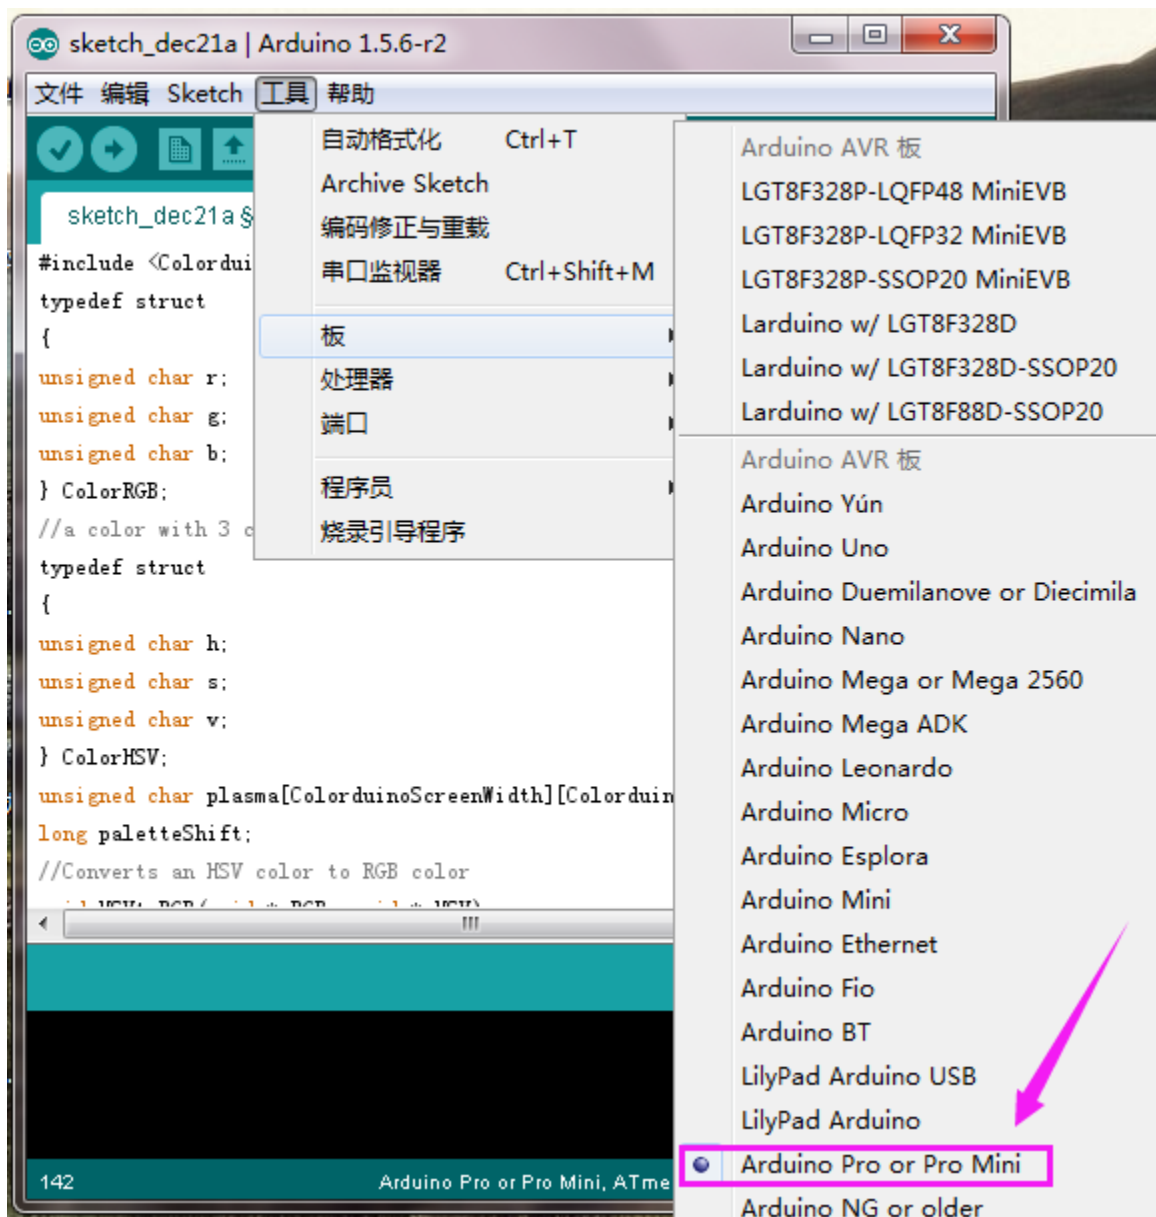 sketch_dec21a | Arduino 1.5.6-r2
文件 编辑 Sketch 工具 帮助
sketch_dec21a §
#include <Colordui
typedef struct
{
unsigned char r;
unsigned char g;
unsigned char b;
} ColorRGB;
//a color with 3 c
typedef struct
{
unsigned char h;
unsigned char s;
unsigned char v;
} ColorHSV;
unsigned char plasma[ColorduinoScreenWidth][Colorduin
long paletteShift;
//Converts an HSV color to RGB color
142
Arduino Pro or Pro Mini, ATme
自动格式化 Ctrl+T
Archive Sketch
编码修正与重载
串口监视器 Ctrl+Shift+M
板
处理器
端口
程序员
烧录引导程序
Arduino AVR 板
LGT8F328P-LQFP48 MiniEVB
LGT8F328P-LQFP32 MiniEVB
LGT8F328P-SSOP20 MiniEVB
Larduino w/ LGT8F328D
Larduino w/ LGT8F328D-SSOP20
Larduino w/ LGT8F88D-SSOP20
Arduino AVR 板
Arduino Yún
Arduino Uno
Arduino Duemilanove or Diecimila
Arduino Nano
Arduino Mega or Mega 2560
Arduino Mega ADK
Arduino Leonardo
Arduino Micro
Arduino Esplora
Arduino Mini
Arduino Ethernet
Arduino Fio
Arduino BT
LilyPad Arduino USB
LilyPad Arduino
Arduino Pro or Pro Mini
Arduino NG or older